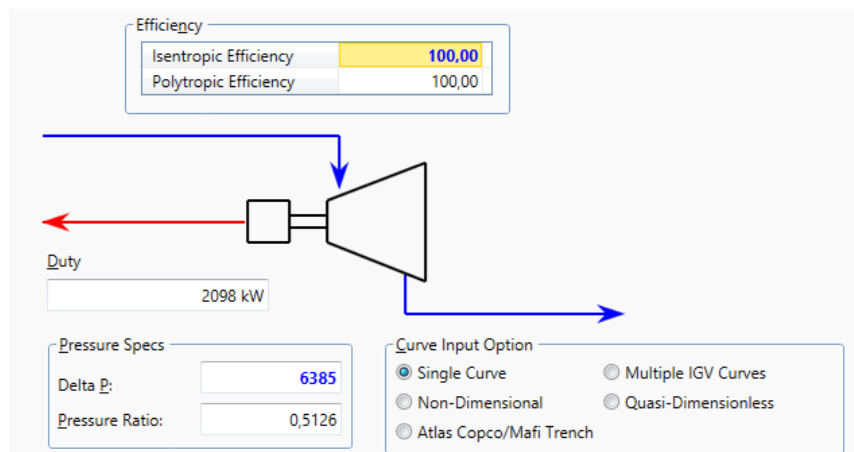 Efficiency
Isentropic Efficiency 100,00
Polytropic Efficiency 100,00
Duty
2098 kW
Pressure Specs
Delta P: 6385
Pressure Ratio: 0,5126
Curve Input Option
Single Curve Multiple IGV Curves
Non-Dimensional Quasi-Dimensionless
Atlas Copco/Mafi Trench